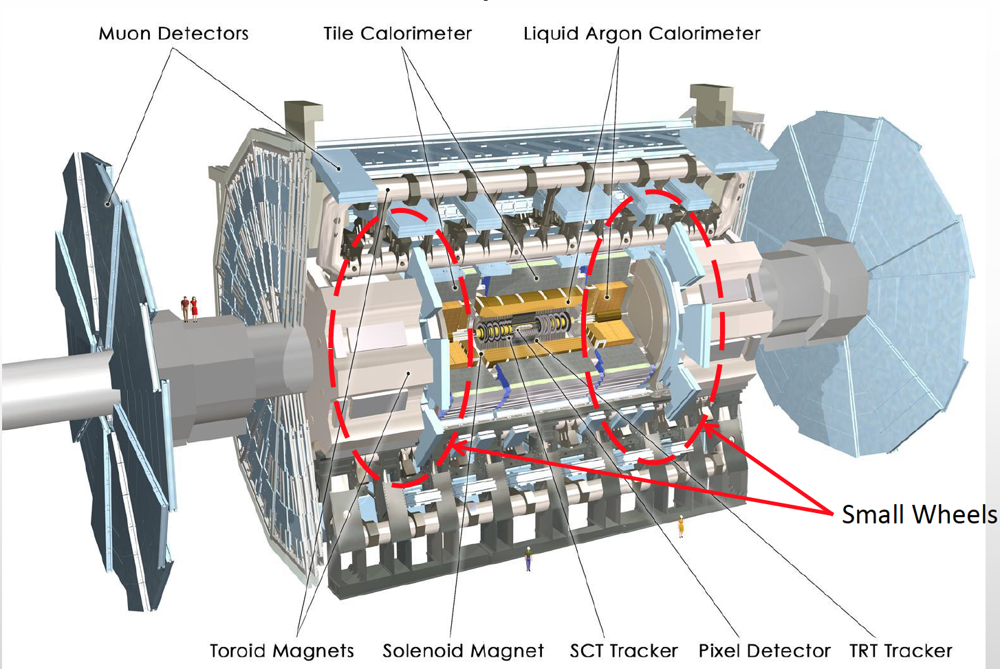 Muon Detectors
Tile Calorimeter
Liquid Argon Calorimeter
Small Wheels
Toroid Magnets
Solenoid Magnet
SCT Tracker
Pixel Detector
TRT Tracker